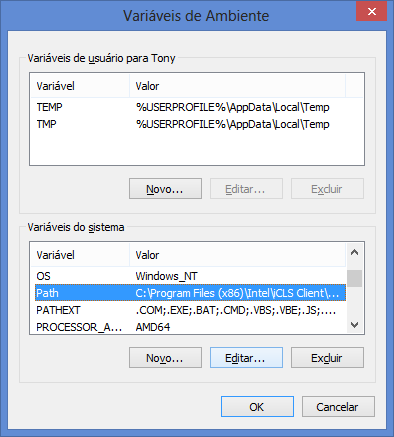 Variáveis de Ambiente
Variáveis de usuário para Tony
Variável Valor
TEMP %USERPROFILE%\AppData\Local\Temp
TMP %USERPROFILE%\AppData\Local\Temp
Novo... Editar... Excluir
Variáveis do sistema
Variável Valor
OS Windows_NT
Path C:\Program Files (x86)\Intel\iCLS Client\...
PATHEXT .COM;.EXE;.BAT;.CMD;.VBS;.VBE;.JS;....
PROCESSOR_A... AMD64
Novo... Editar... Excluir
OK Cancelar